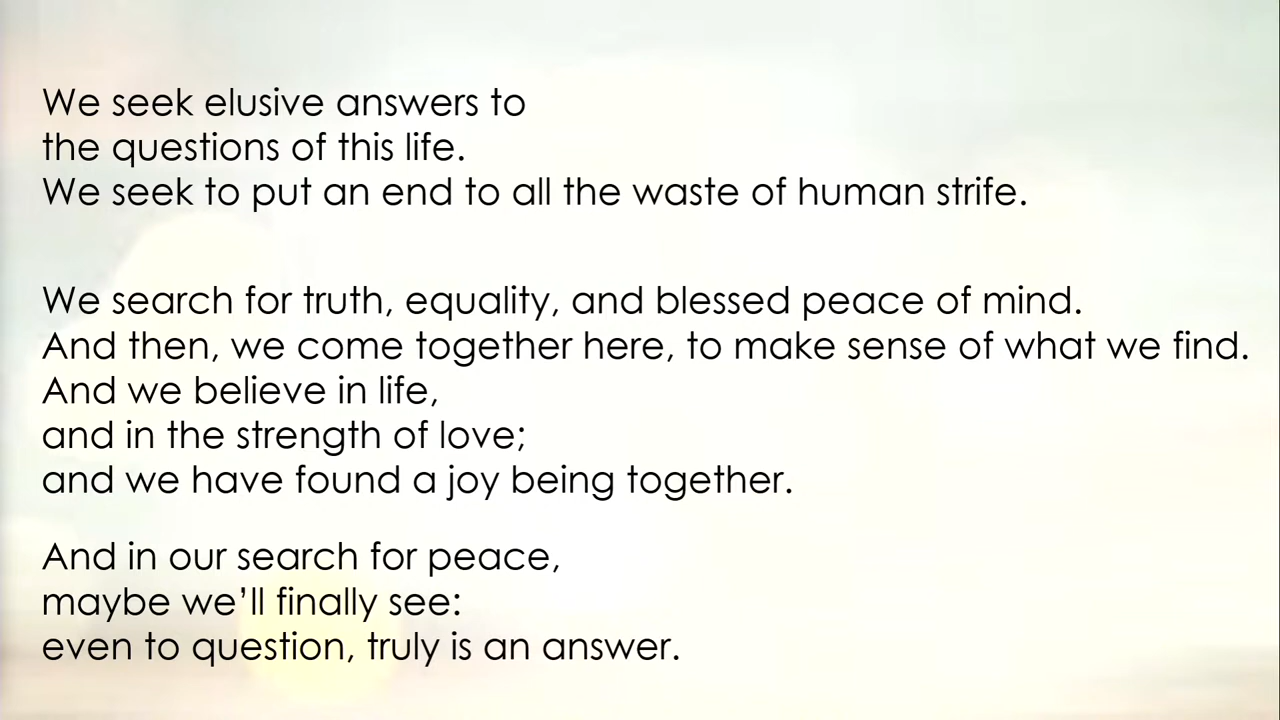 We seek elusive answers to
the questions of this life.
We seek to put an end to all the waste of human strife.
We search for truth, equality, and blessed peace of mind.
And then, we come together here, to make sense of what we find.
And we believe in life,
and in the strength of love;
and we have found a joy being together.
And in our search for peace,
maybe we’ll finally see:
even to question, truly is an answer.